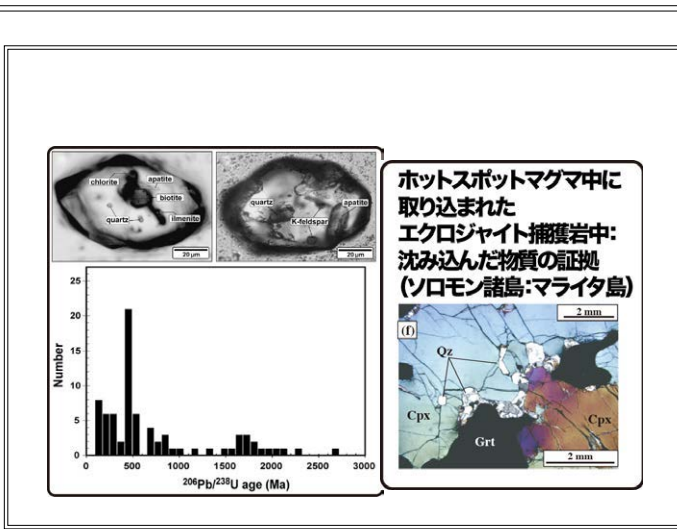 chlorite
apatite
biotite
quartz
ilmenite
20 μm
quartz
apatite
K-feldspar
20 μm
Number
25
20
15
10
5
0
0 500 1000 1500 2000 2500 3000
206Pb/238U age (Ma)
ホットスポットマグマ中に
取り込まれた
エクロジャイト捕獲岩中:
沈み込んだ物質の証拠
(ソロモン諸島:マライタ島)
2 mm
(f)
Qz
Cpx
Cpx
Grt
2 mm